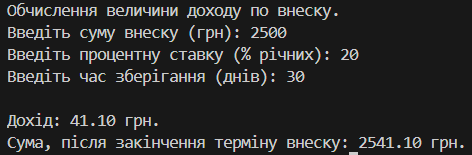 Обчислення величини доходу по внеску.
Введіть суму внеску (грн): 2500
Введіть процентну ставку (% річних): 20
Введіть час зберігання (днів): 30
Дохід: 41.10 грн.
Сума, після закінчення терміну внеску: 2541.10 грн.